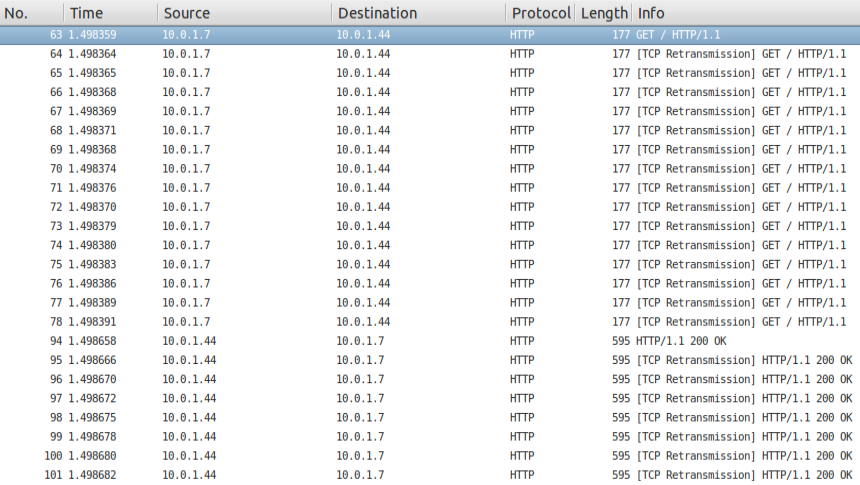 No. Time Source Destination Protocol Length Info
63 1.498359 10.0.1.7 10.0.1.44 HTTP 177 GET / HTTP/1.1
64 1.498364 10.0.1.7 10.0.1.44 HTTP 177 [TCP Retransmission] GET / HTTP/1.1
65 1.498365 10.0.1.7 10.0.1.44 HTTP 177 [TCP Retransmission] GET / HTTP/1.1
66 1.498368 10.0.1.7 10.0.1.44 HTTP 177 [TCP Retransmission] GET / HTTP/1.1
67 1.498369 10.0.1.7 10.0.1.44 HTTP 177 [TCP Retransmission] GET / HTTP/1.1
68 1.498371 10.0.1.7 10.0.1.44 HTTP 177 [TCP Retransmission] GET / HTTP/1.1
69 1.498368 10.0.1.7 10.0.1.44 HTTP 177 [TCP Retransmission] GET / HTTP/1.1
70 1.498374 10.0.1.7 10.0.1.44 HTTP 177 [TCP Retransmission] GET / HTTP/1.1
71 1.498376 10.0.1.7 10.0.1.44 HTTP 177 [TCP Retransmission] GET / HTTP/1.1
72 1.498370 10.0.1.7 10.0.1.44 HTTP 177 [TCP Retransmission] GET / HTTP/1.1
73 1.498379 10.0.1.7 10.0.1.44 HTTP 177 [TCP Retransmission] GET / HTTP/1.1
74 1.498380 10.0.1.7 10.0.1.44 HTTP 177 [TCP Retransmission] GET / HTTP/1.1
75 1.498383 10.0.1.7 10.0.1.44 HTTP 177 [TCP Retransmission] GET / HTTP/1.1
76 1.498386 10.0.1.7 10.0.1.44 HTTP 177 [TCP Retransmission] GET / HTTP/1.1
77 1.498389 10.0.1.7 10.0.1.44 HTTP 177 [TCP Retransmission] GET / HTTP/1.1
78 1.498391 10.0.1.7 10.0.1.44 HTTP 177 [TCP Retransmission] GET / HTTP/1.1
94 1.498658 10.0.1.44 10.0.1.7 HTTP 595 HTTP/1.1 200 OK
95 1.498666 10.0.1.44 10.0.1.7 HTTP 595 [TCP Retransmission] HTTP/1.1 200 OK
96 1.498670 10.0.1.44 10.0.1.7 HTTP 595 [TCP Retransmission] HTTP/1.1 200 OK
97 1.498672 10.0.1.44 10.0.1.7 HTTP 595 [TCP Retransmission] HTTP/1.1 200 OK
98 1.498675 10.0.1.44 10.0.1.7 HTTP 595 [TCP Retransmission] HTTP/1.1 200 OK
99 1.498678 10.0.1.44 10.0.1.7 HTTP 595 [TCP Retransmission] HTTP/1.1 200 OK
100 1.498680 10.0.1.44 10.0.1.7 HTTP 595 [TCP Retransmission] HTTP/1.1 200 OK
101 1.498682 10.0.1.44 10.0.1.7 HTTP 595 [TCP Retransmission] HTTP/1.1 200 OK